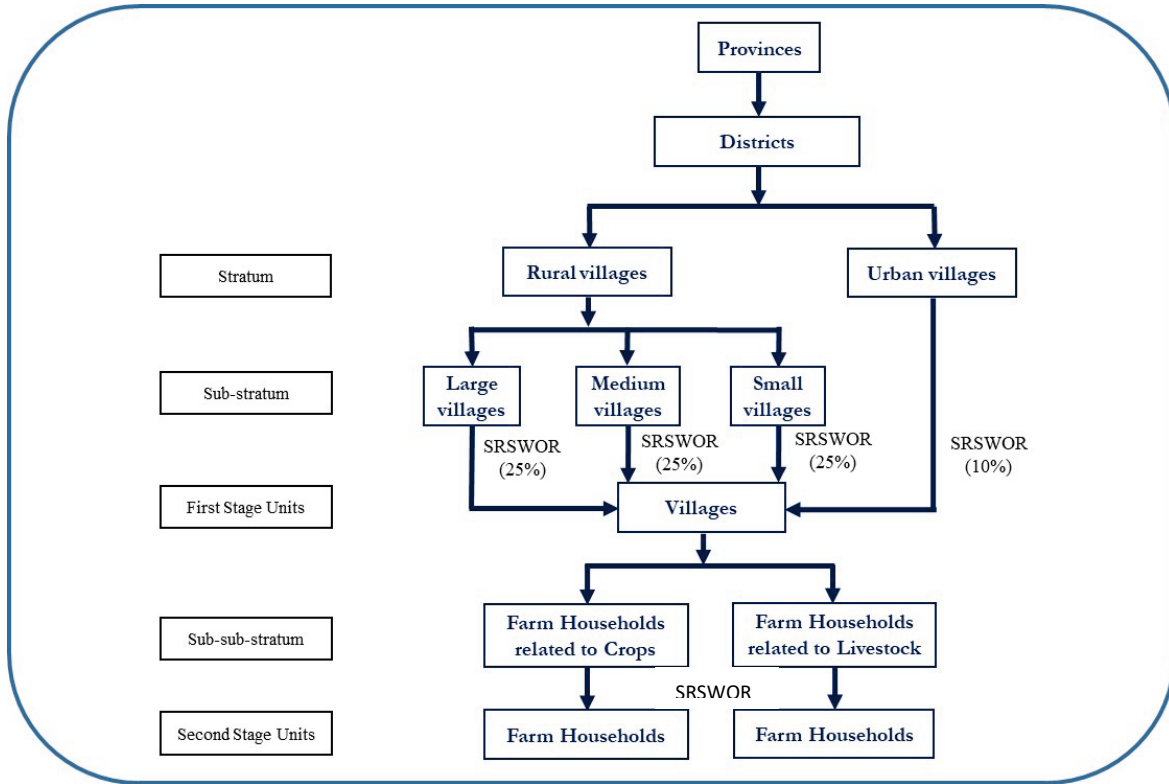 Provinces
Districts
Stratum
Rural villages
Urban villages
Sub-stratum
Large
villages
Medium
villages
Small
villages
SRSWOR
(25%)
SRSWOR
(25%)
SRSWOR
(25%)
SRSWOR
(10%)
First Stage Units
Villages
Sub-sub-stratum
Farm Households
related to Crops
Farm Households
related to Livestock
SRSWOR
Second Stage Units
Farm Households
Farm Households